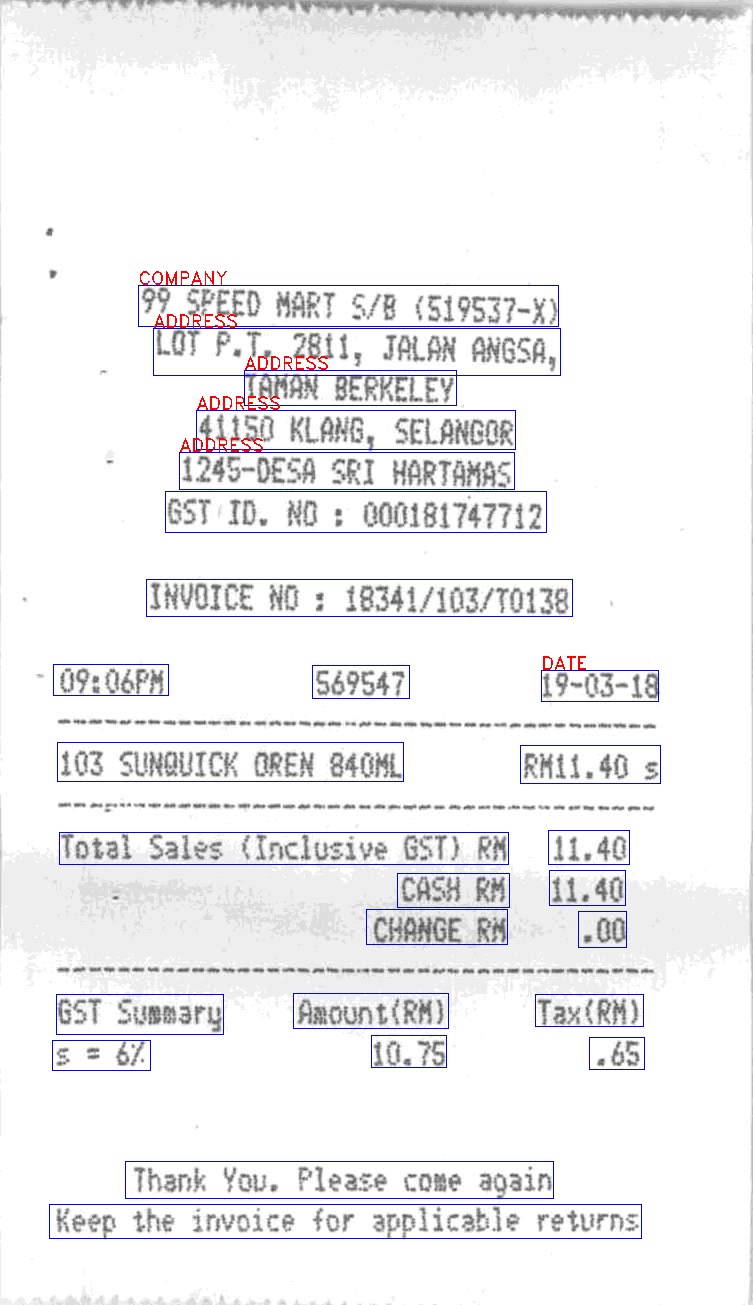 COMPANY
99 SPEED MART S/B (519537-X)
ADDRESS
LOT P.T. 2811, JALAN ANGSA,
ADDRESS
TAMAN BERKELEY
ADDRESS
41150 KLANG, SELANGOR
ADDRESS
1245-DESA SRI HARTAMAS
GST ID. NO : 000181747712
INVOICE NO : 18341/103/T0138
DATE
09:06PM 569547 19-03-18
103 SUNQUICK OREN 840ML RM11.40 s
Total Sales (Inclusive GST) RM 11.40
CASH RM 11.40
CHANGE RM .00
GST Summary Amount(RM) Tax(RM)
s = 6% 10.75 .65
Thank You. Please come again
Keep the invoice for applicable returns